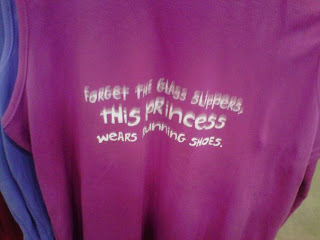 FORGET THE GLASS SLIPPERS,
tHiS PRiNCESS
WEARS RuNNiNG SHOES.